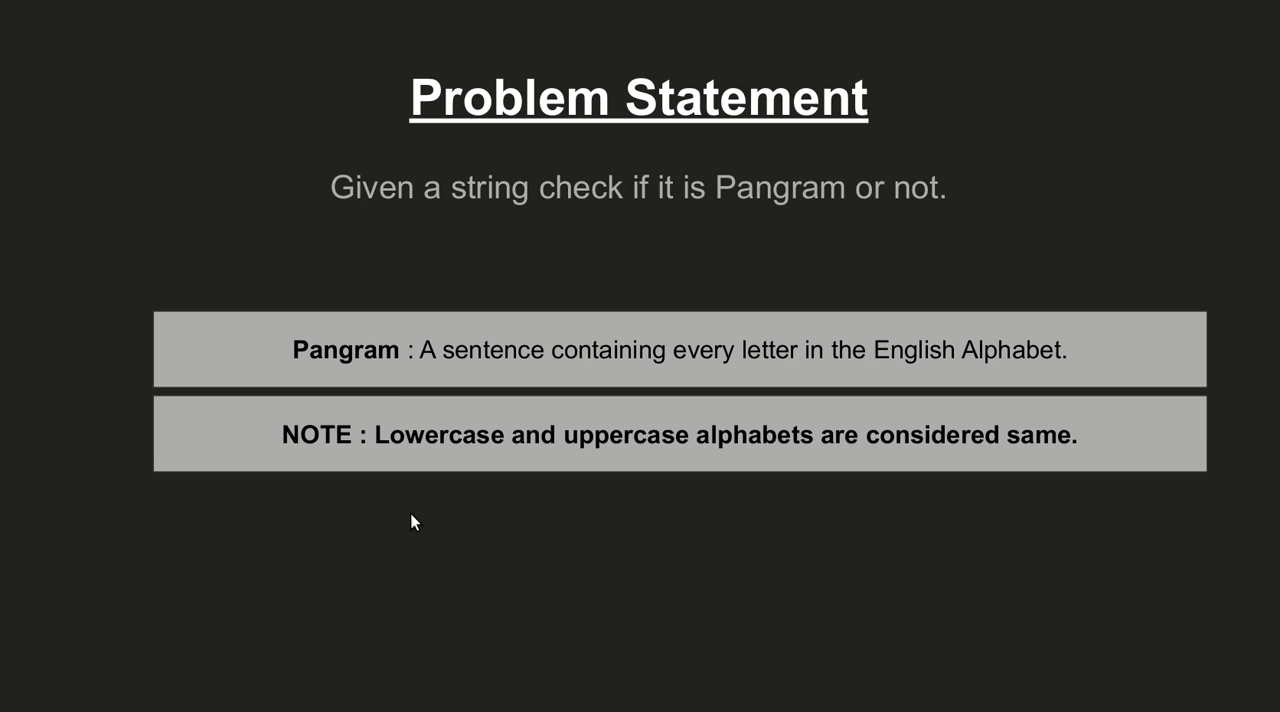 Problem Statement
Given a string check if it is Pangram or not.
Pangram : A sentence containing every letter in the English Alphabet.
NOTE : Lowercase and uppercase alphabets are considered same.